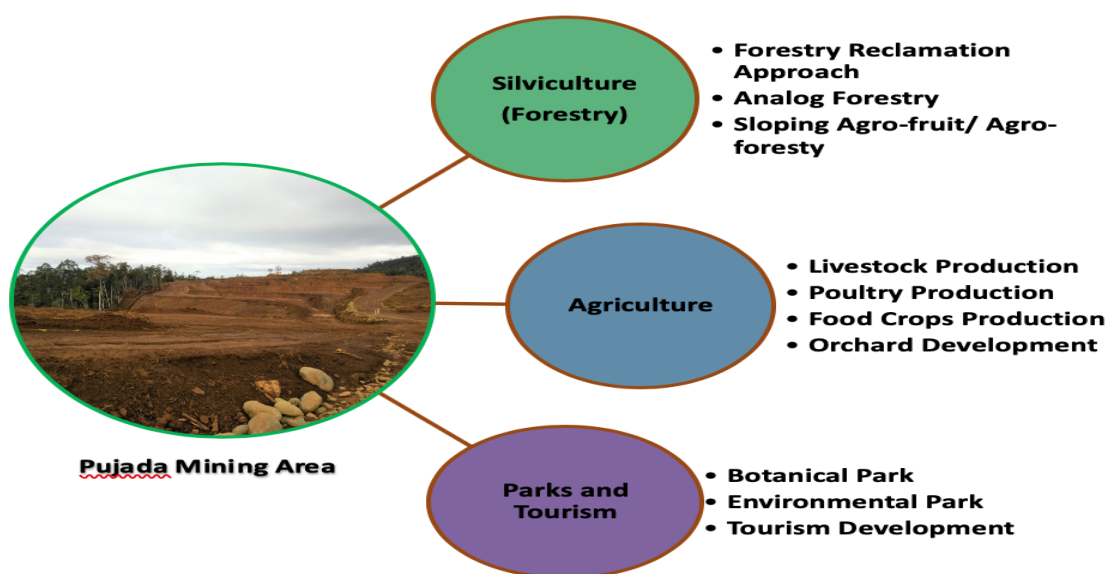 Silviculture
(Forestry)
• Forestry Reclamation
Approach
• Analog Forestry
• Sloping Agro-fruit/ Agro-
foresty
Agriculture
• Livestock Production
• Poultry Production
• Food Crops Production
• Orchard Development
Pujada Mining Area
Parks and
Tourism
• Botanical Park
• Environmental Park
• Tourism Development